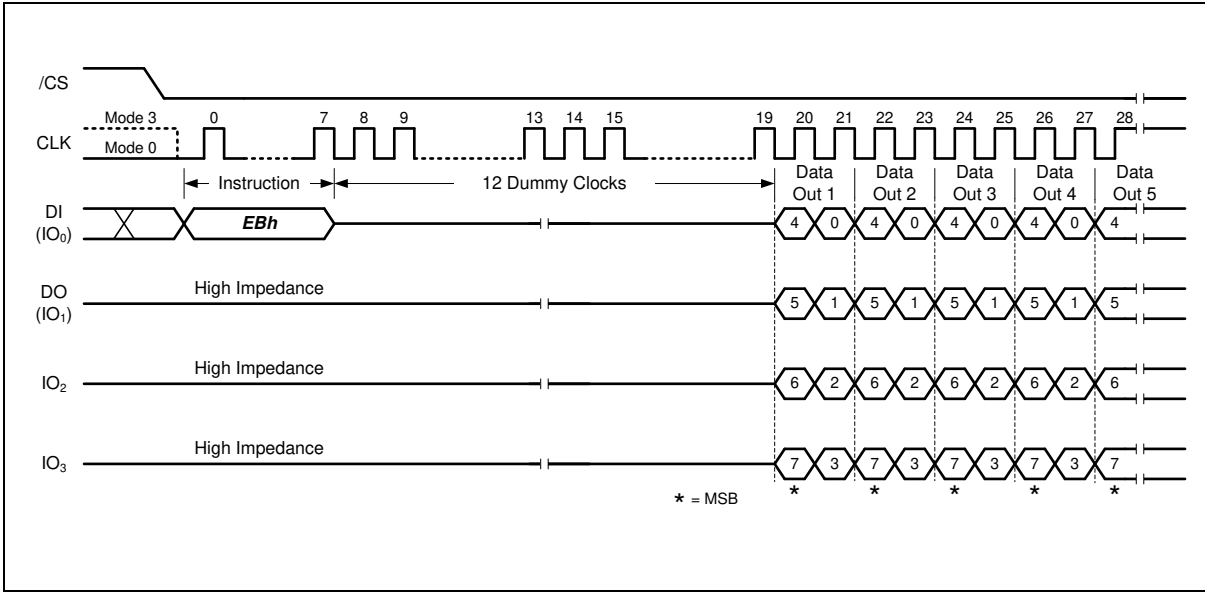 /CS
Mode 3
0 7 8 9 13 14 15 19 20 21 22 23 24 25 26 27 28
CLK
Mode 0
Instruction 12 Dummy Clocks Data Out 1 Data Out 2 Data Out 3 Data Out 4 Data Out 5
DI
(IO₀)
EBh
4 0 4 0 4 0 4 0 4
High Impedance
DO
(IO₁)
5 1 5 1 5 1 5 1 5
High Impedance
IO₂
6 2 6 2 6 2 6 2 6
High Impedance
IO₃
7 3 7 3 7 3 7 3 7
* * * * *
* = MSB